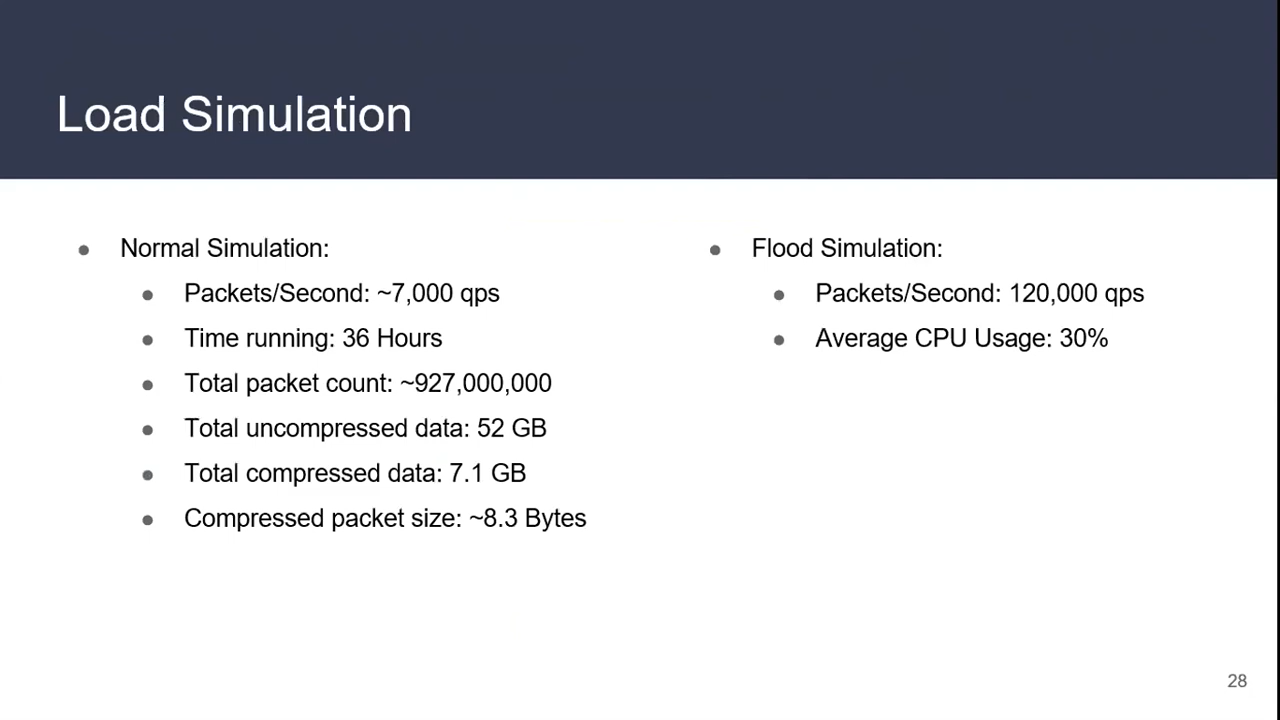 Load Simulation
● Normal Simulation:
● Packets/Second: ~7,000 qps
● Time running: 36 Hours
● Total packet count: ~927,000,000
● Total uncompressed data: 52 GB
● Total compressed data: 7.1 GB
● Compressed packet size: ~8.3 Bytes
● Flood Simulation:
● Packets/Second: 120,000 qps
● Average CPU Usage: 30%
28